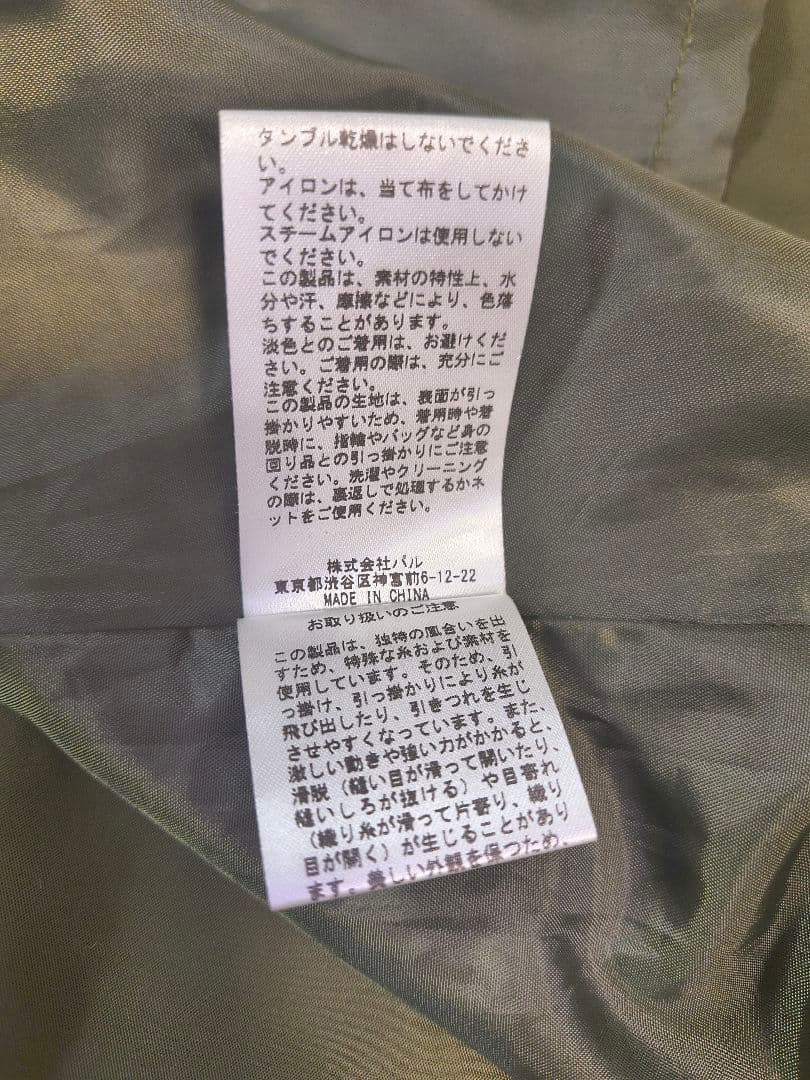 タンブル乾燥はしないでくださ
い。
アイロンは、当て布をしてかけ
てください。
スチームアイロンは使用しない
でください。
この製品は、素材の特性上、水
分や汗、摩擦などにより、色落
ちすることがあります。
淡色とのご着用は、お避けくだ
さい。ご着用の際は、充分にご
注意ください。
この製品の生地は、表面が引っ
掛かりやすいため、着用時や着
脱時に、指輪やバッグなど身の
回り品との引っ掛かりにご注意
ください。洗濯やクリーニング
の際は、裏返しで処理するかネ
ットをご使用ください。
株式会社パル
東京都渋谷区神宮前6-12-22
MADE IN CHINA
お取り扱いのご注意
この製品は、独特の風合いを出
すため、特殊な糸および素材を
使用しています。そのため、引
っ掛け、引っ掛かりにより糸が
飛び出したり、引きつれを生じ
させやすくなっています。また、
激しい動きや強い力がかかると、
滑脱（縫い目が滑って開いたり、
縫いしろが抜ける）や目寄れ
（織り糸が滑って片寄り、織り
目が開く）が生じることがあり
ます。美しい外観を保つため、